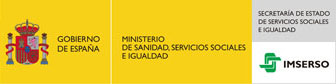 GOBIERNO
DE ESPAÑA
MINISTERIO
DE SANIDAD, SERVICIOS SOCIALES
E IGUALDAD
SECRETARÍA DE ESTADO
DE SERVICIOS SOCIALES
E IGUALDAD
IMSERSO